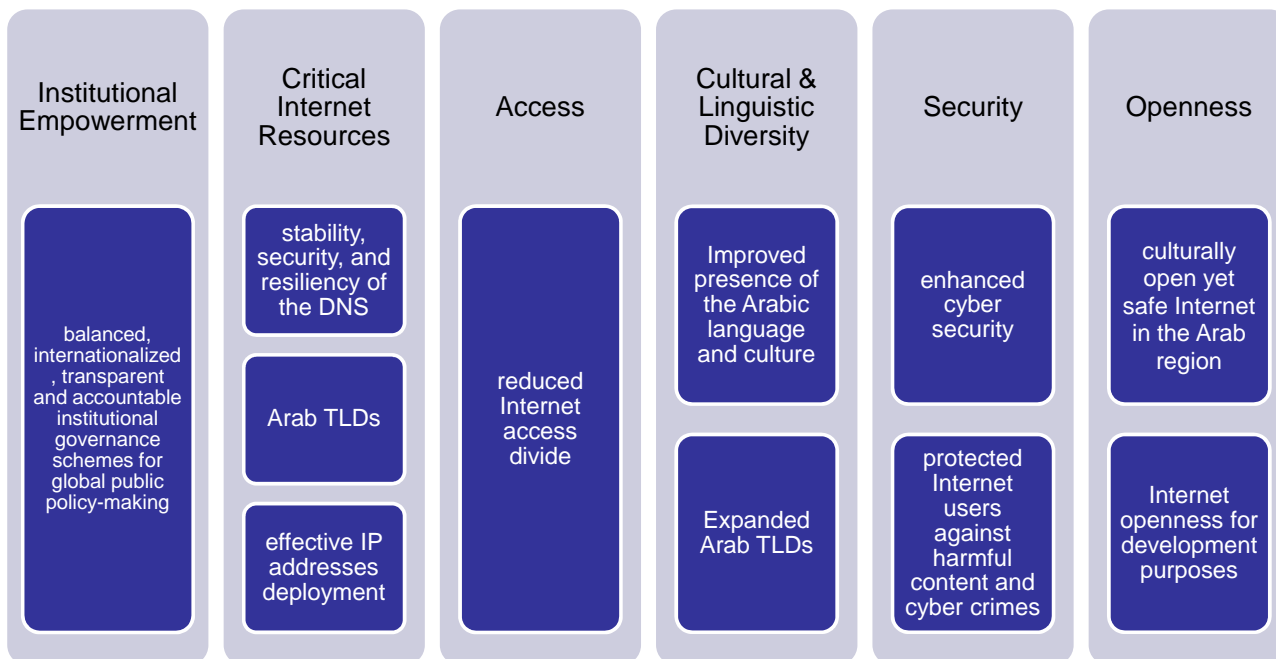 Institutional
Empowerment
balanced,
internationalized
, transparent
and accountable
institutional
governance
schemes for
global public
policy-making
Critical
Internet
Resources
stability,
security, and
resiliency of
the DNS
Arab TLDs
effective IP
addresses
deployment
Access
reduced
Internet
access
divide
Cultural &
Linguistic
Diversity
Improved
presence of
the Arabic
language
and culture
Expanded
Arab TLDs
Security
enhanced
cyber
security
protected
Internet
users
against
harmful
content and
cyber crimes
Openness
culturally
open yet
safe Internet
in the Arab
region
Internet
openness for
development
purposes